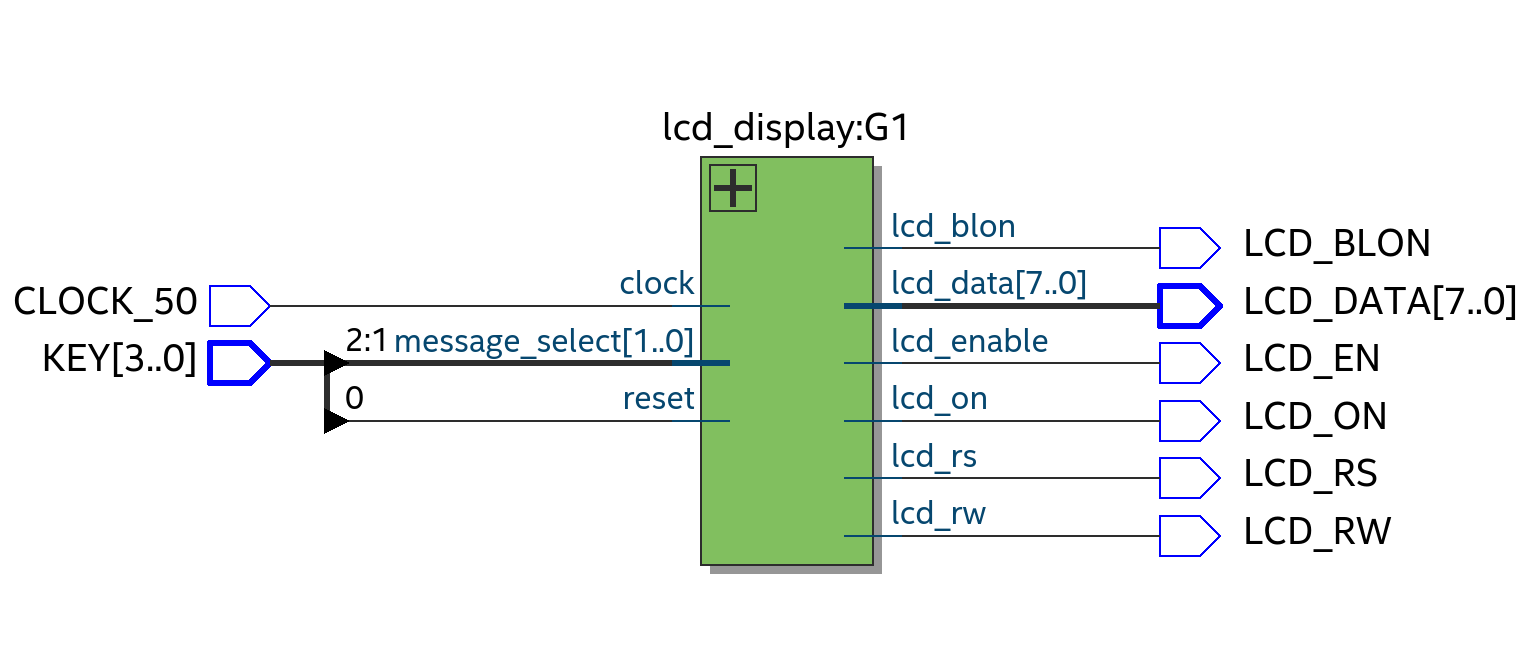 lcd_display:G1
CLOCK_50
KEY[3..0]
2:1
0
clock
message_select[1..0]
reset
lcd_blon
lcd_data[7..0]
lcd_enable
lcd_on
lcd_rs
lcd_rw
LCD_BLON
LCD_DATA[7..0]
LCD_EN
LCD_ON
LCD_RS
LCD_RW